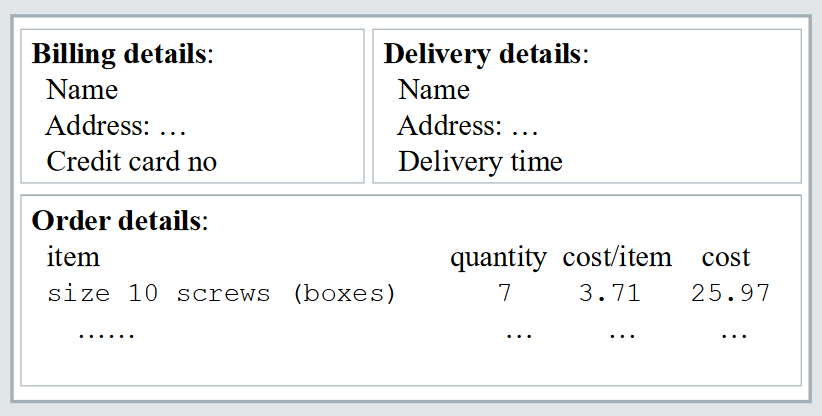 Billing details:
Name
Address: …
Credit card no
Delivery details:
Name
Address: …
Delivery time
Order details:
item quantity cost/item cost
size 10 screws (boxes) 7 3.71 25.97
…… … … …